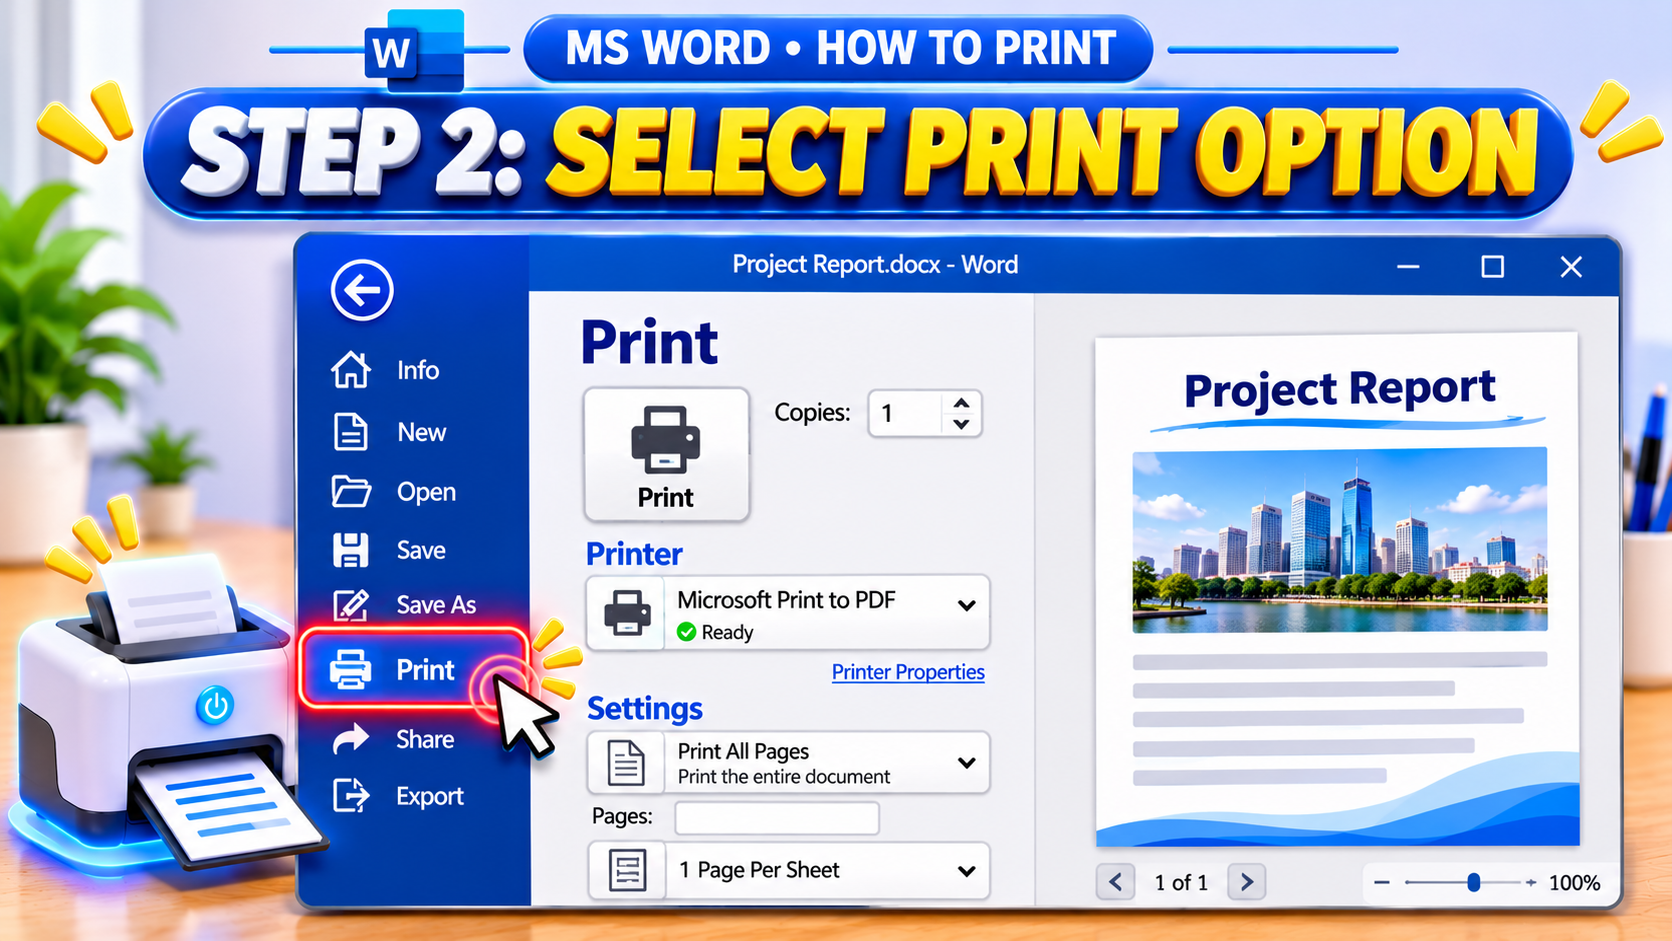 W
MS WORD • HOW TO PRINT
STEP 2: SELECT PRINT OPTION
Project Report.docx - Word
Info
New
Open
Save
Save As
Print
Share
Export
Print
Print
Copies: 1
Printer
Microsoft Print to PDF
Ready
Printer Properties
Settings
Print All Pages
Print the entire document
Pages:
1 Page Per Sheet
Project Report
1 of 1
100%